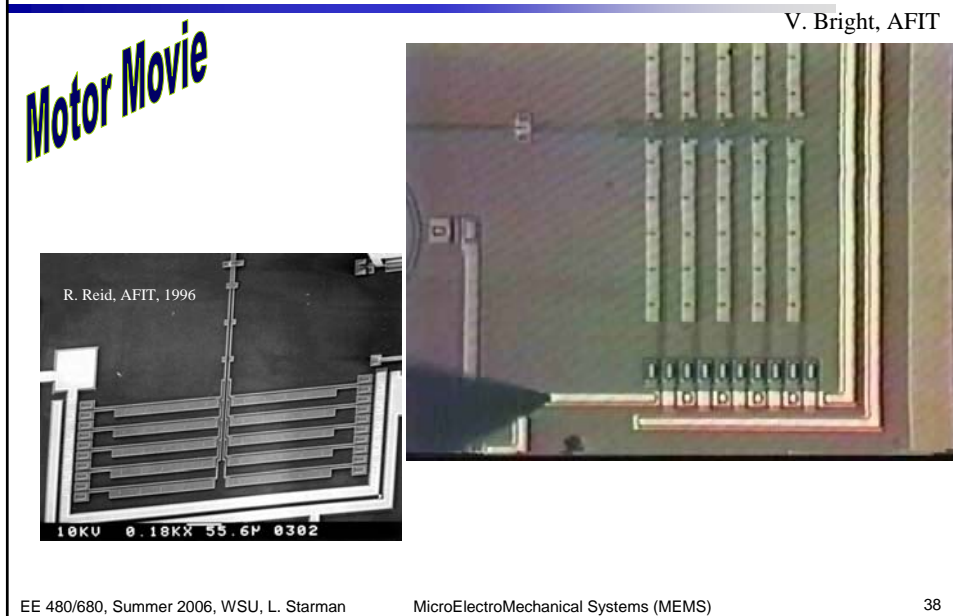 V. Bright, AFIT
Motor Movie
R. Reid, AFIT, 1996
10KV 0.18KX 55.6µ 0302
EE 480/680, Summer 2006, WSU, L. Starman MicroElectroMechanical Systems (MEMS) 38